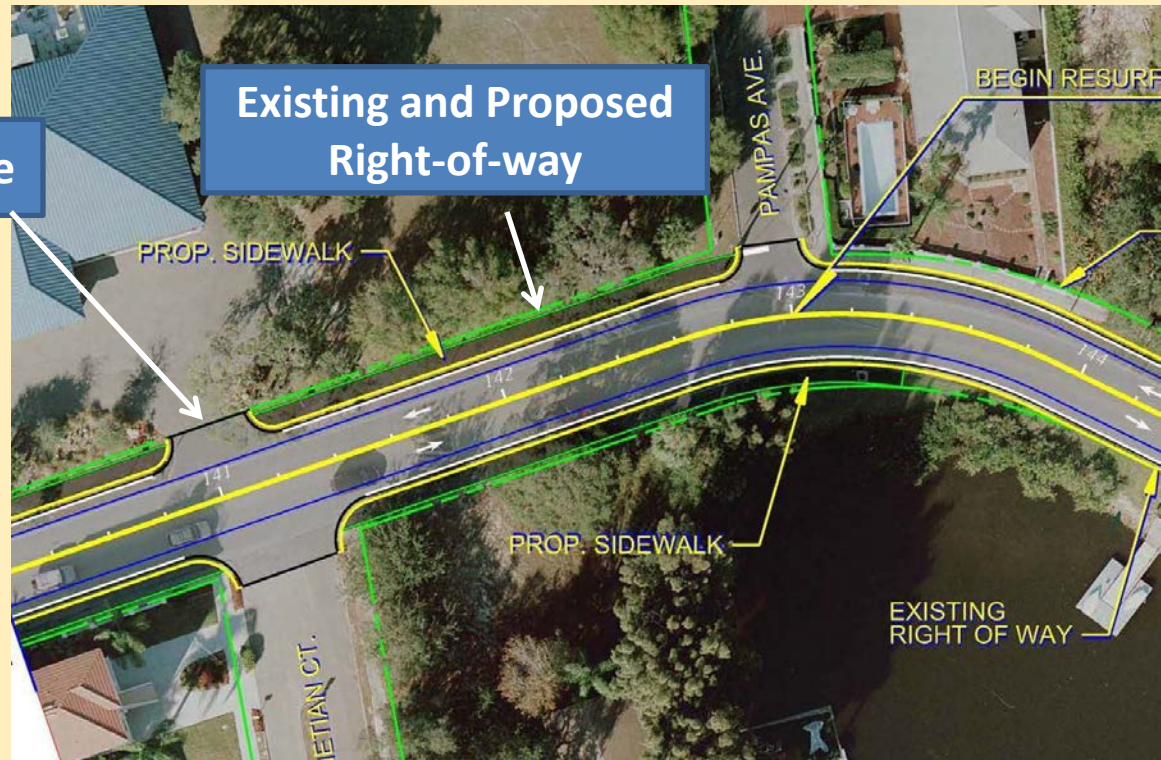 Existing and Proposed
Right-of-way
e
BEGIN RESURF
PAMPAS AVE.
PROP. SIDEWALK
143
144
142
141
PROP. SIDEWALK
EXISTING
RIGHT OF WAY
ETIAN CT.